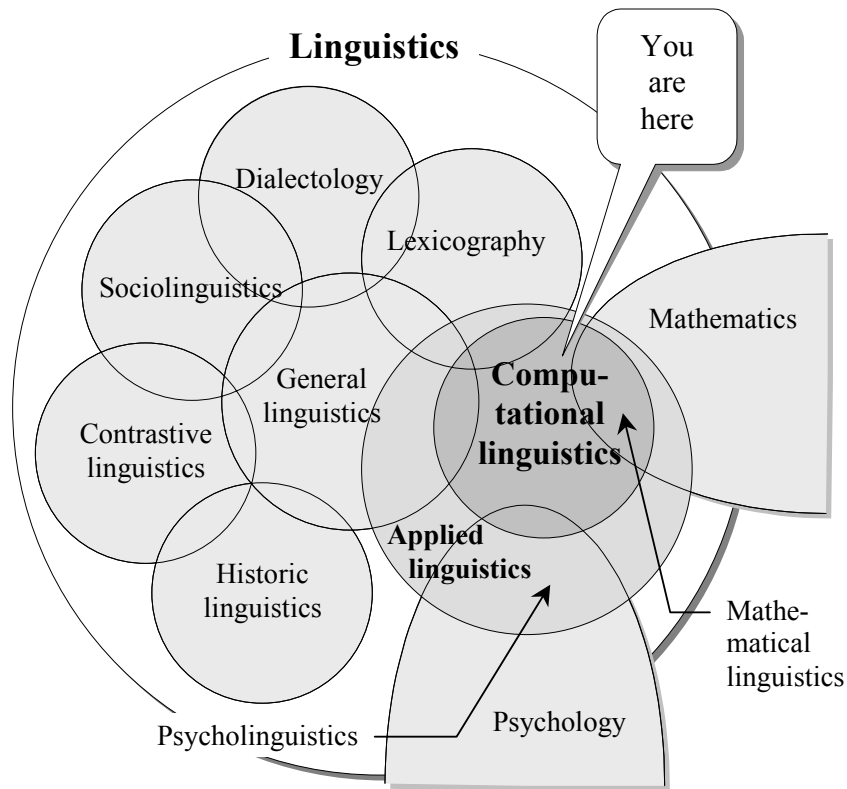 Linguistics
You
are
here
Dialectology
Lexicography
Sociolinguistics
Mathematics
General
linguistics
Compu-
tational
linguistics
Contrastive
linguistics
Applied
linguistics
Historic
linguistics
Mathe-
matical
linguistics
Psycholinguistics
Psychology